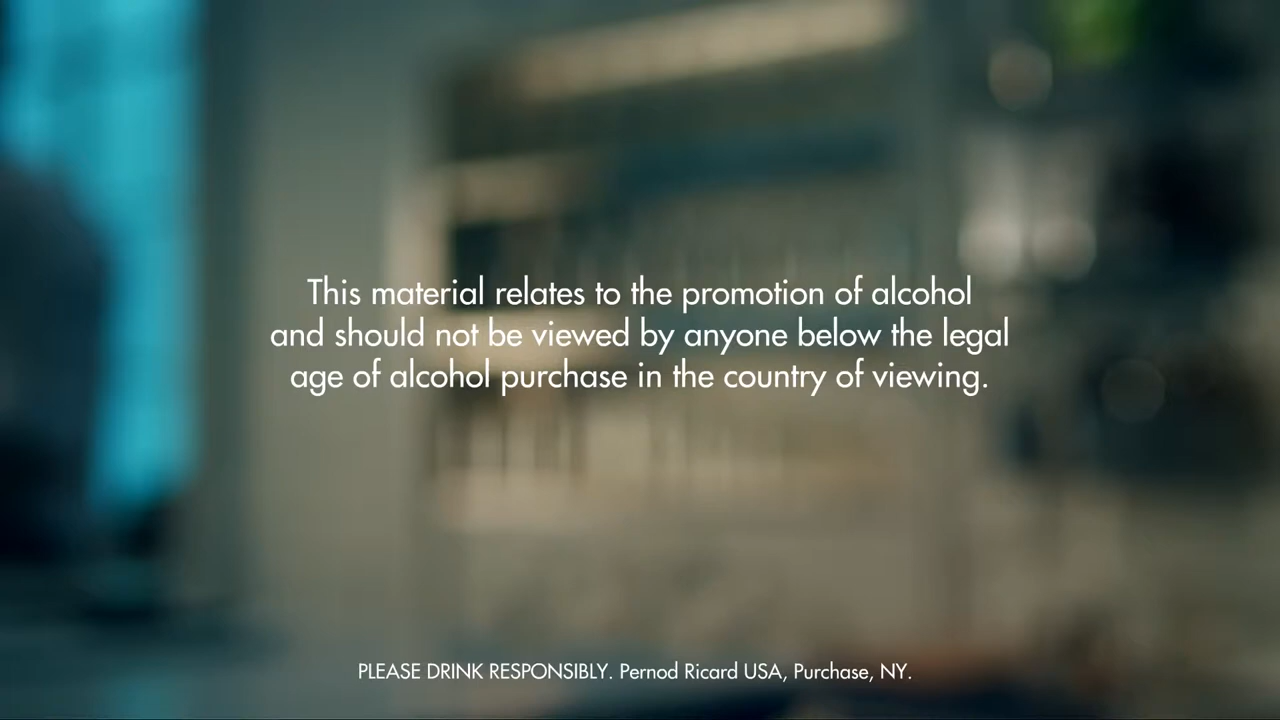 This material relates to the promotion of alcohol
and should not be viewed by anyone below the legal
age of alcohol purchase in the country of viewing.
PLEASE DRINK RESPONSIBLY. Pernod Ricard USA, Purchase, NY.